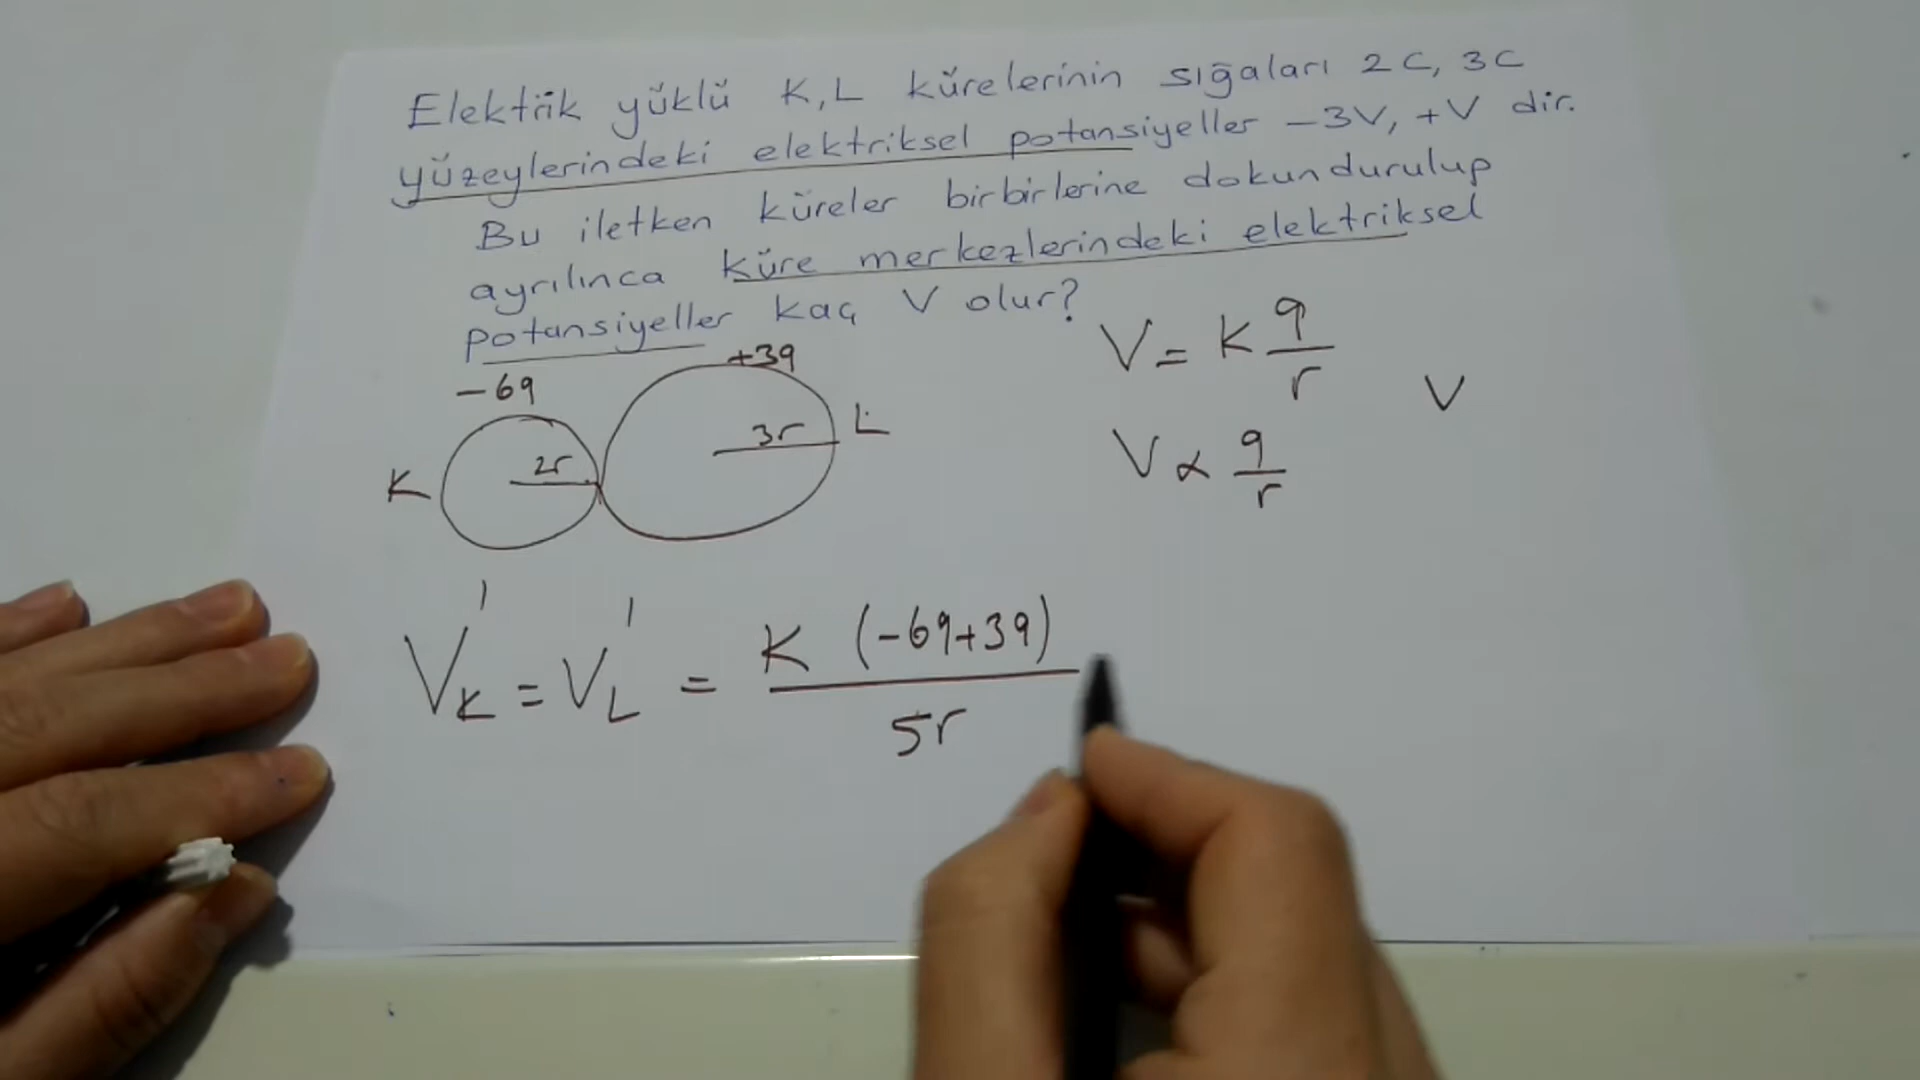 Elektrik yüklü K, L kürelerinin sığaları 2C, 3C
yüzeylerindeki elektriksel potansiyeller -3V, +V dir.
Bu iletken küreler birbirlerine dokundurulup
ayrılınca küre merkezlerindeki elektriksel
potansiyeller kaç V olur?
V = K q/r
V
-6q
+3q
2r
3r
K
L
V ∝ q/r
V'K = V'L = K (-6q+3q) / 5r